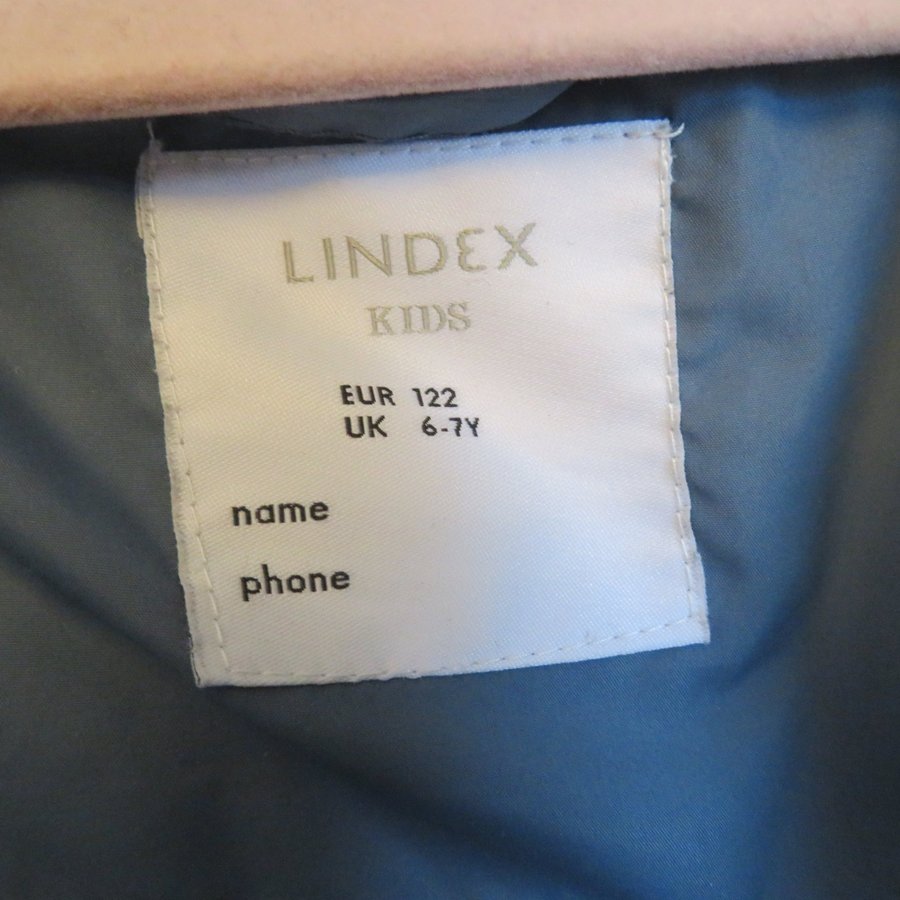 LINDEX
KIDS
EUR 122
UK 6-7Y
name
phone